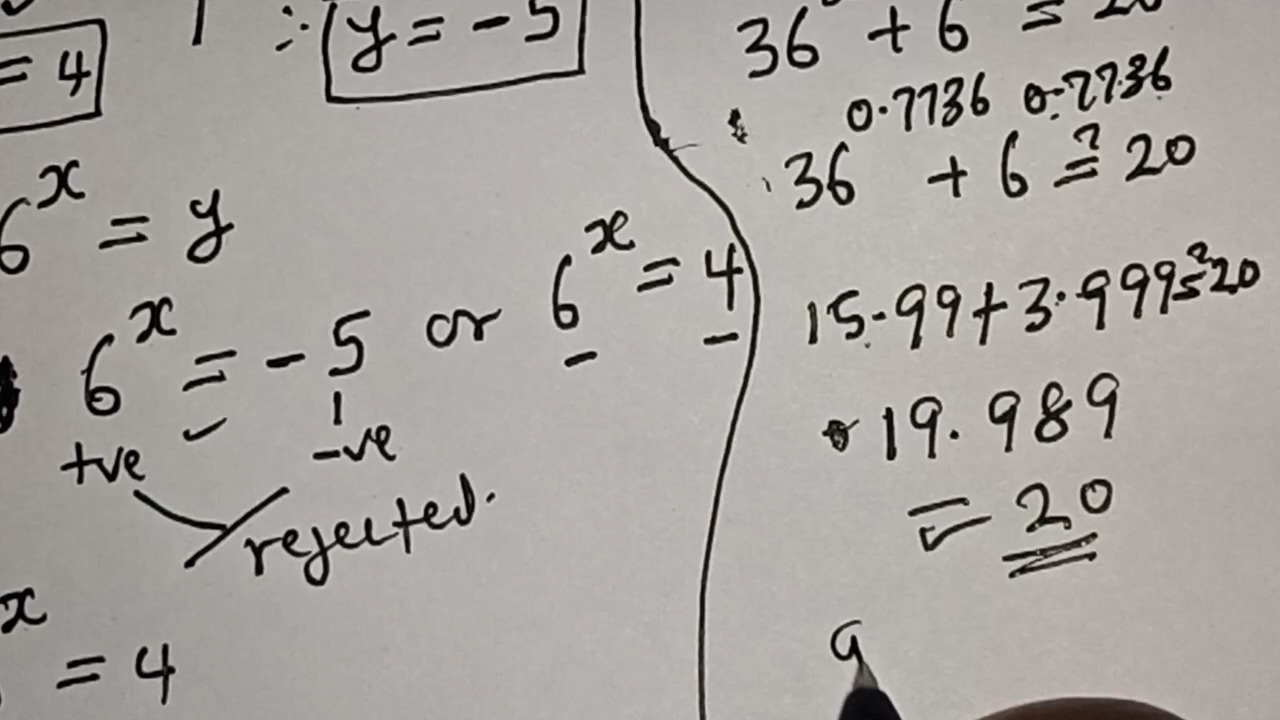 = 4
∴ y = -5
6^x = y
6^x = -5 or 6^x = 4
+ve -ve
rejected.
x
= 4
36 + 6 = 20
36^0.7736 + 6^0.7736 ?= 20
15.99 + 3.999 ?= 20
19.989
= 20